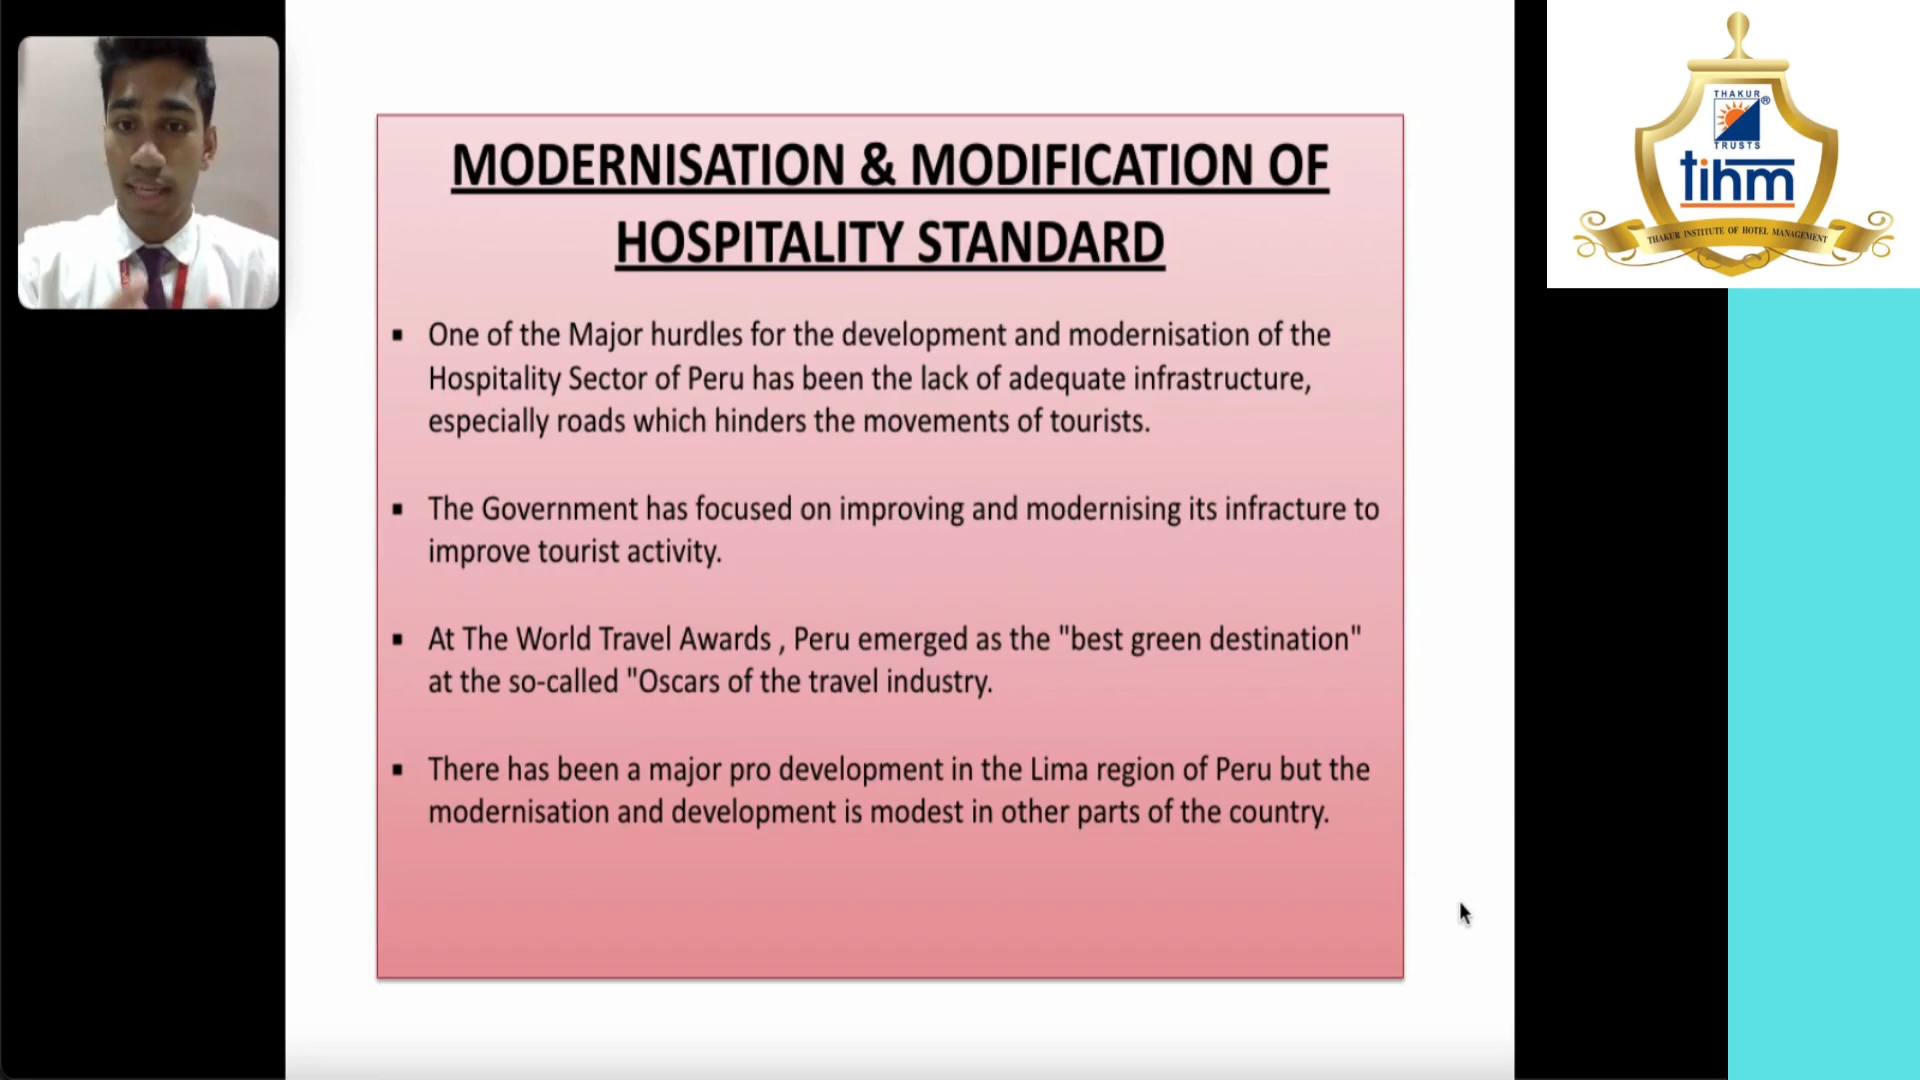 MODERNISATION & MODIFICATION OF
HOSPITALITY STANDARD
▪ One of the Major hurdles for the development and modernisation of the
Hospitality Sector of Peru has been the lack of adequate infrastructure,
especially roads which hinders the movements of tourists.
▪ The Government has focused on improving and modernising its infracture to
improve tourist activity.
▪ At The World Travel Awards , Peru emerged as the "best green destination"
at the so-called "Oscars of the travel industry.
▪ There has been a major pro development in the Lima region of Peru but the
modernisation and development is modest in other parts of the country.
THAKUR
®
TRUSTS
tihm
THAKUR INSTITUTE OF HOTEL MANAGEMENT